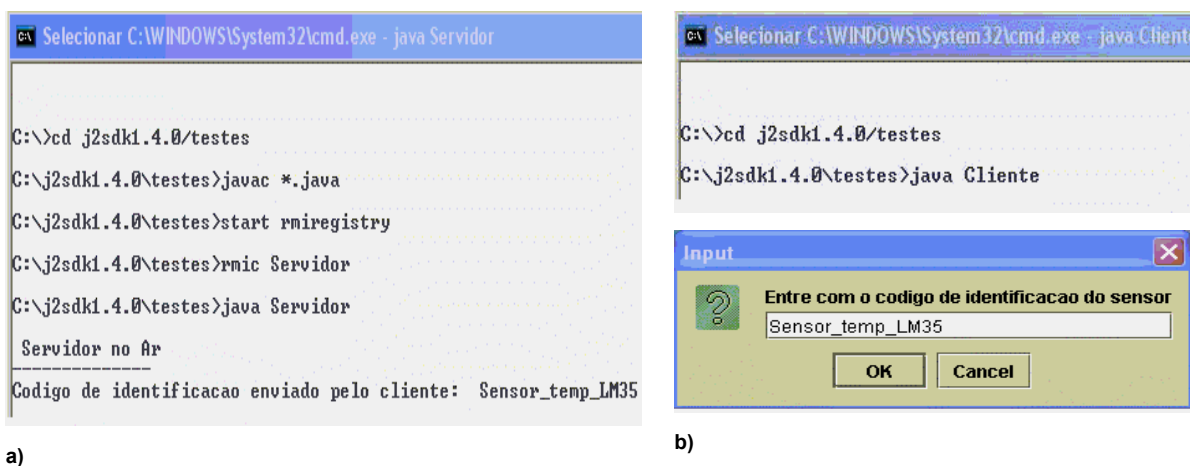 Selecionar C:\WINDOWS\System32\cmd.exe - java Servidor
C:\>cd j2sdk1.4.0/testes
C:\j2sdk1.4.0\testes>javac *.java
C:\j2sdk1.4.0\testes>start rmiregistry
C:\j2sdk1.4.0\testes>rmic Servidor
C:\j2sdk1.4.0\testes>java Servidor
Servidor no Ar
--------------
Codigo de identificacao enviado pelo cliente: Sensor_temp_LM35
a)
Selecionar C:\WINDOWS\System32\cmd.exe - java Cliente
C:\>cd j2sdk1.4.0/testes
C:\j2sdk1.4.0\testes>java Cliente
Input
Entre com o codigo de identificacao do sensor
Sensor_temp_LM35
OK Cancel
b)